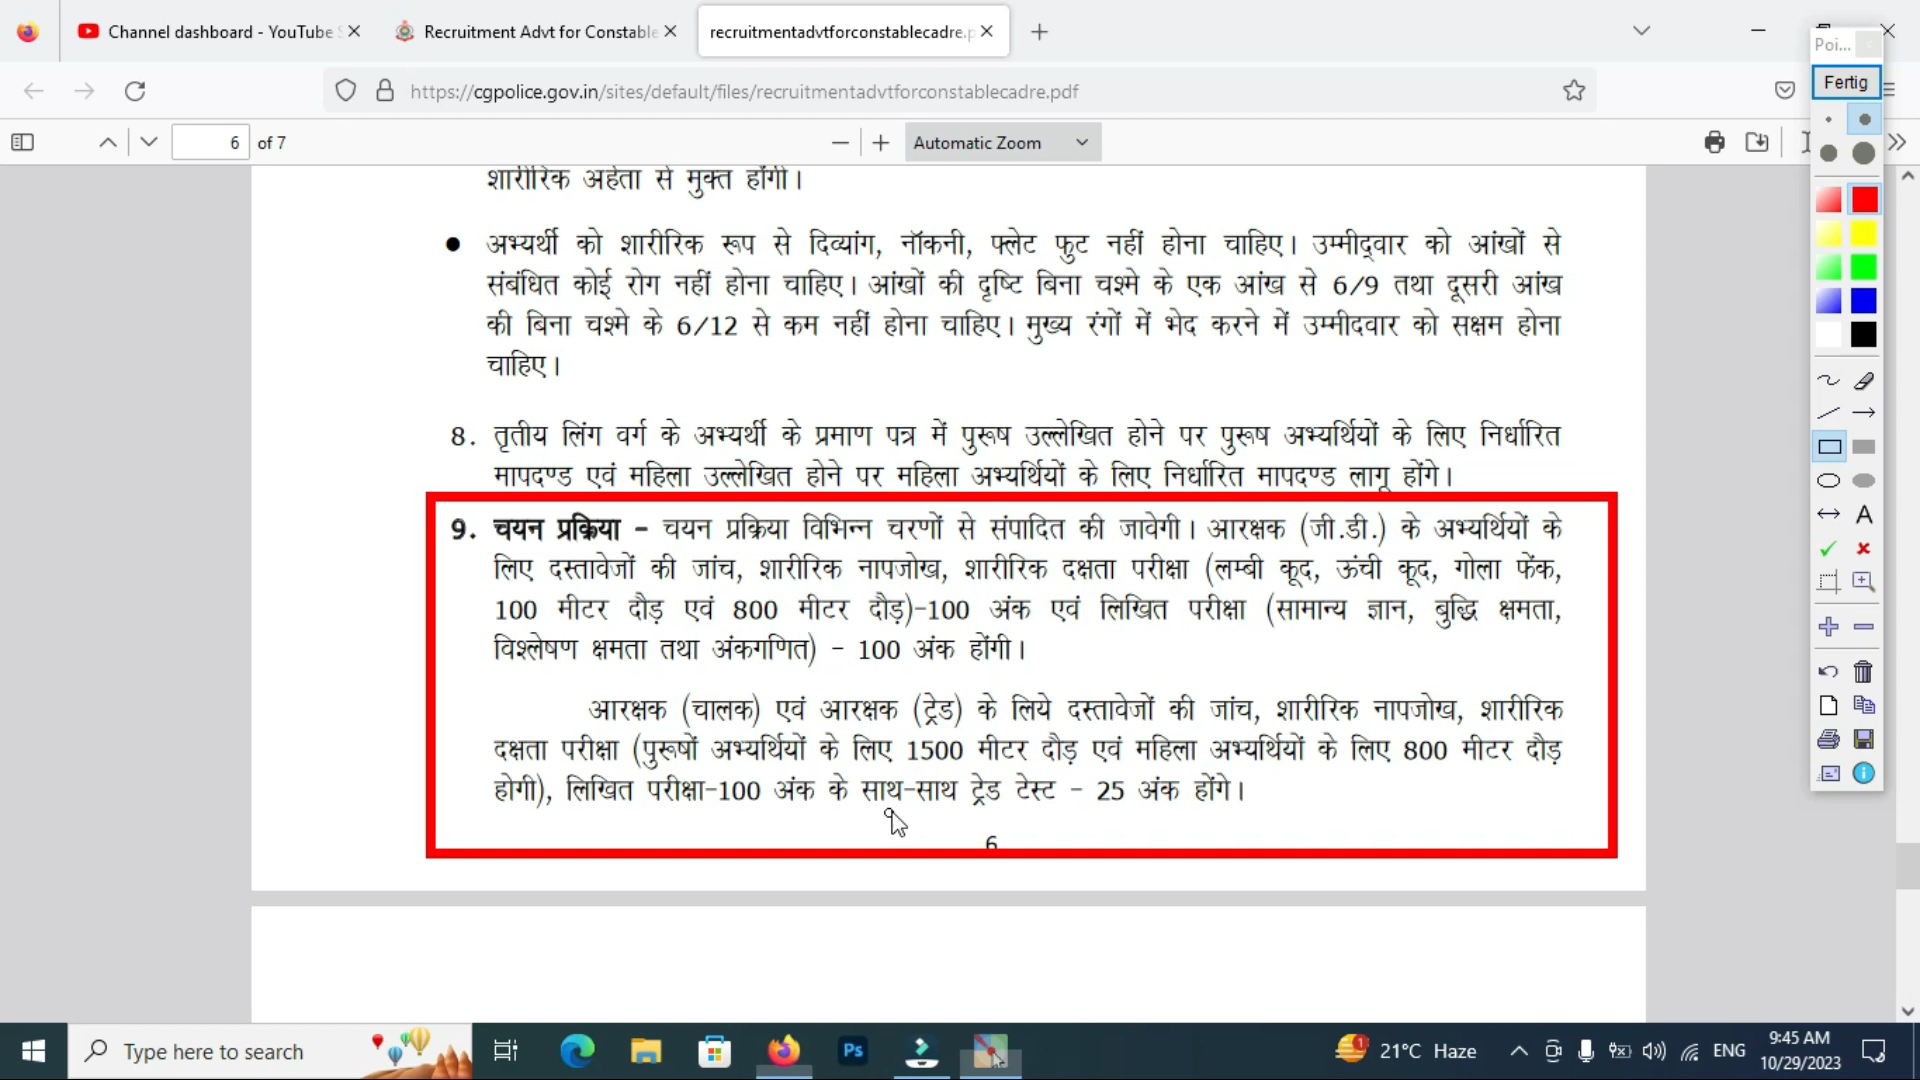 Channel dashboard - YouTube S
Recruitment Advt for Constable
recruitmentadvtforconstablecadre.p
Poi...
Fertig
https://cgpolice.gov.in/sites/default/files/recruitmentadvtforconstablecadre.pdf
6 of 7
Automatic Zoom
शारीरिक अर्हता से मुक्त होंगी।
● अभ्यर्थी को शारीरिक रूप से दिव्यांग, नॉकनी, फ्लेट फुट नहीं होना चाहिए। उम्मीद्वार को आंखों से
संबंधित कोई रोग नहीं होना चाहिए। आंखों की दृष्टि बिना चश्मे के एक आंख से 6/9 तथा दूसरी आंख
की बिना चश्मे के 6/12 से कम नहीं होना चाहिए। मुख्य रंगों में भेद करने में उम्मीदवार को सक्षम होना
चाहिए।
8. तृतीय लिंग वर्ग के अभ्यर्थी के प्रमाण पत्र में पुरूष उल्लेखित होने पर पुरूष अभ्यर्थियों के लिए निर्धारित
मापदण्ड एवं महिला उल्लेखित होने पर महिला अभ्यर्थियों के लिए निर्धारित मापदण्ड लागू होंगे।
9. चयन प्रक्रिया - चयन प्रक्रिया विभिन्न चरणों से संपादित की जावेगी। आरक्षक (जी.डी.) के अभ्यर्थियों के
लिए दस्तावेजों की जांच, शारीरिक नापजोख, शारीरिक दक्षता परीक्षा (लम्बी कूद, ऊंची कूद, गोला फेंक,
100 मीटर दौड़ एवं 800 मीटर दौड़)-100 अंक एवं लिखित परीक्षा (सामान्य ज्ञान, बुद्धि क्षमता,
विश्लेषण क्षमता तथा अंकगणित) - 100 अंक होंगी।
आरक्षक (चालक) एवं आरक्षक (ट्रेड) के लिये दस्तावेजों की जांच, शारीरिक नापजोख, शारीरिक
दक्षता परीक्षा (पुरूषों अभ्यर्थियों के लिए 1500 मीटर दौड़ एवं महिला अभ्यर्थियों के लिए 800 मीटर दौड़
होगी), लिखित परीक्षा-100 अंक के साथ-साथ ट्रेड टेस्ट - 25 अंक होंगे।
6
A
Type here to search
Ps
1
21°C Haze
ENG
9:45 AM
10/29/2023